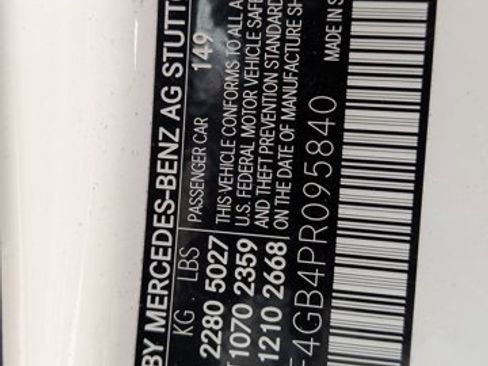 BY MERCEDES-BENZ AG STUTT
KG LBS PASSENGER CAR 149
2280 5027 THIS VEHICLE CONFORMS TO ALL A
1070 2359 U.S. FEDERAL MOTOR VEHICLE SAFE
1210 2668 AND THEFT PREVENTION STANDARD
ON THE DATE OF MANUFACTURE SH
4GB4PR095840 MADE IN